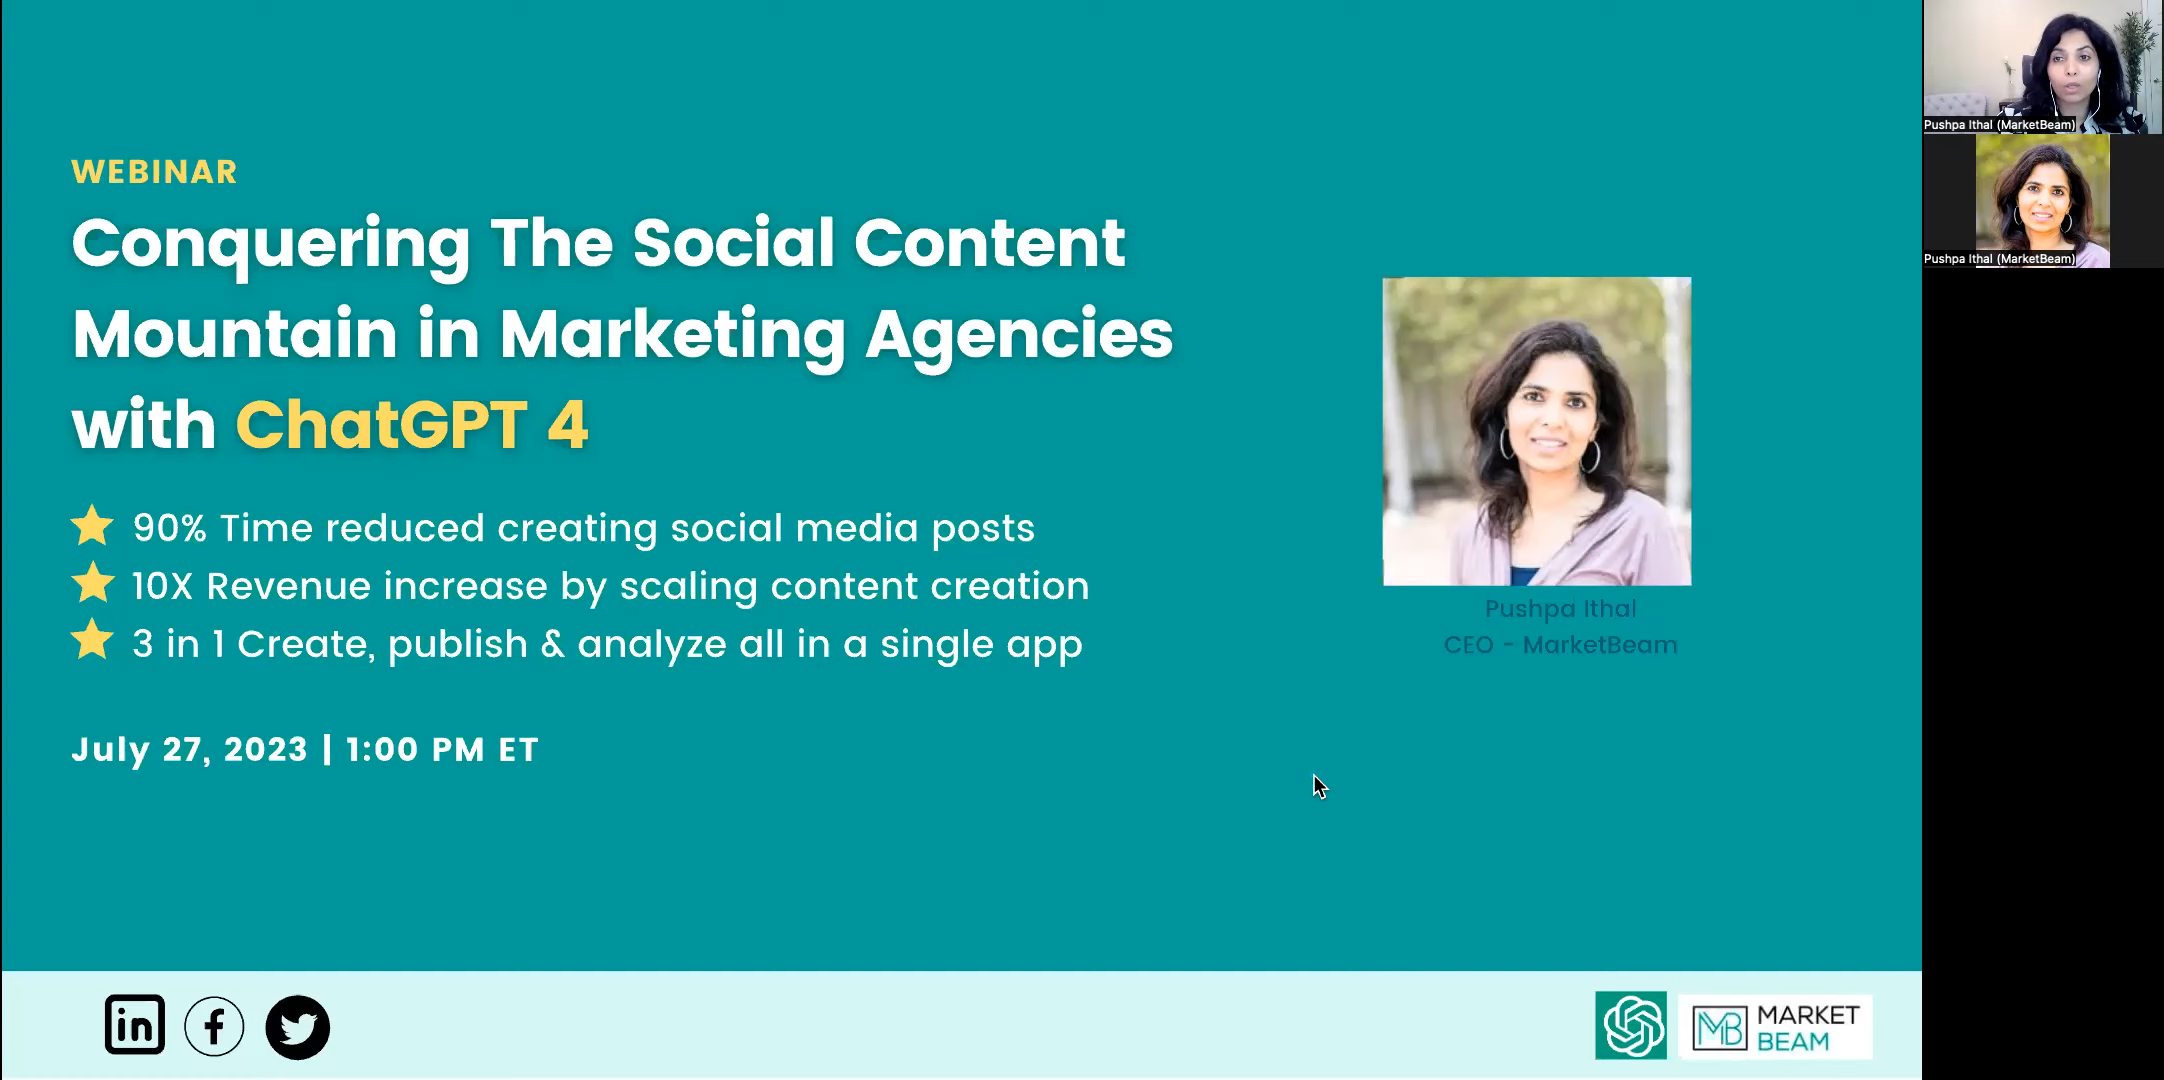 WEBINAR
Conquering The Social Content
Mountain in Marketing Agencies
with ChatGPT 4
90% Time reduced creating social media posts
10X Revenue increase by scaling content creation
3 in 1 Create, publish & analyze all in a single app
July 27, 2023 | 1:00 PM ET
Pushpa Ithal
CEO - MarketBeam
Pushpa Ithal (MarketBeam)
Pushpa Ithal (MarketBeam)
in
f
MB
MARKET
BEAM